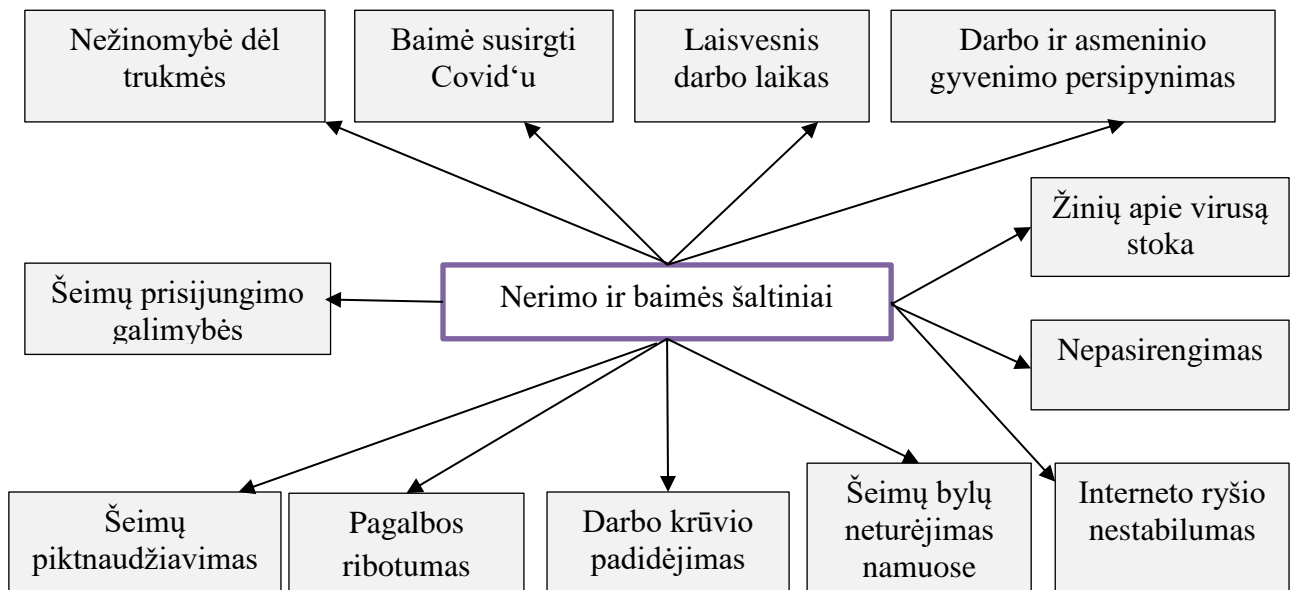 Nežinomybė dėl
trukmės
Baimė susirgti
Covid‘u
Laisvesnis
darbo laikas
Darbo ir asmeninio
gyvenimo persipynimas
Žinių apie virusą
stoka
Šeimų prisijungimo
galimybės
Nerimo ir baimės šaltiniai
Nepasirengimas
Šeimų
piktnaudžiavimas
Pagalbos
ribotumas
Darbo krūvio
padidėjimas
Šeimų bylų
neturėjimas
namuose
Interneto ryšio
nestabilumas